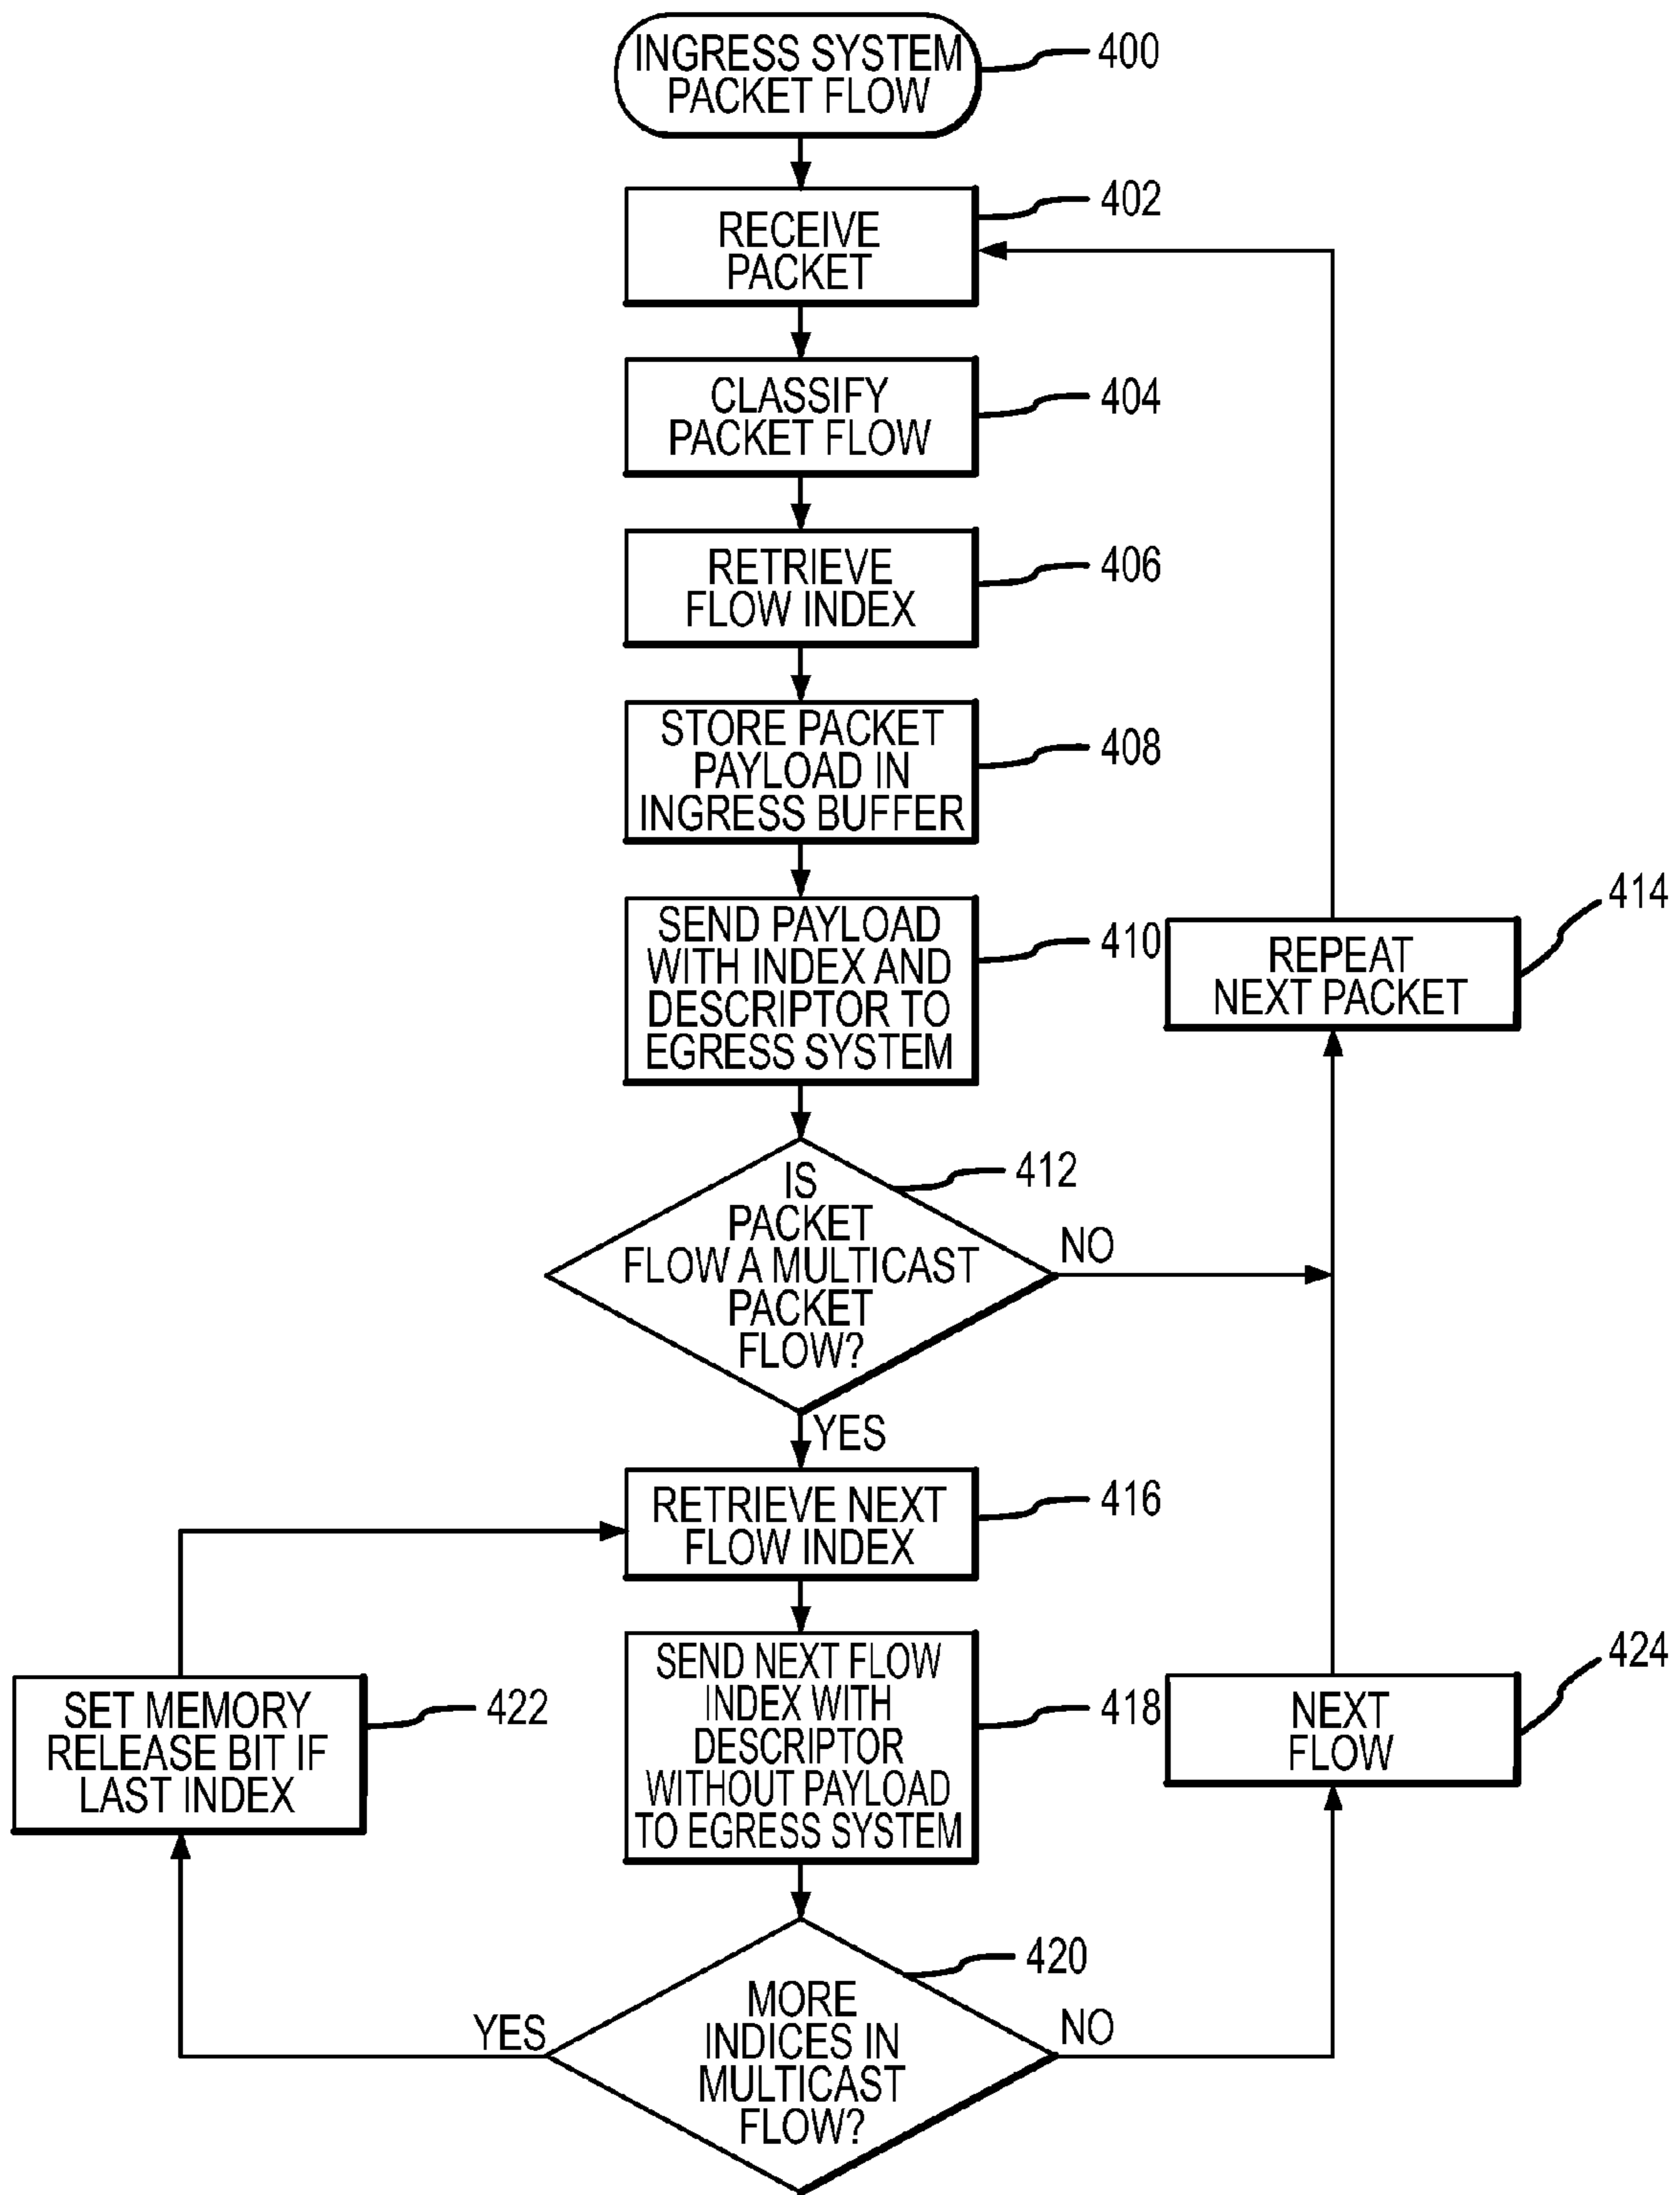 INGRESS SYSTEM
PACKET FLOW
400
RECEIVE
PACKET
402
CLASSIFY
PACKET FLOW
404
RETRIEVE
FLOW INDEX
406
STORE PACKET
PAYLOAD IN
INGRESS BUFFER
408
SEND PAYLOAD
WITH INDEX AND
DESCRIPTOR TO
EGRESS SYSTEM
410
REPEAT
NEXT PACKET
414
IS
PACKET
FLOW A MULTICAST
PACKET
FLOW?
412
NO
YES
RETRIEVE NEXT
FLOW INDEX
416
SEND NEXT FLOW
INDEX WITH
DESCRIPTOR
WITHOUT PAYLOAD
TO EGRESS SYSTEM
418
SET MEMORY
RELEASE BIT IF
LAST INDEX
422
NEXT
FLOW
424
MORE
INDICES IN
MULTICAST
FLOW?
420
YES
NO